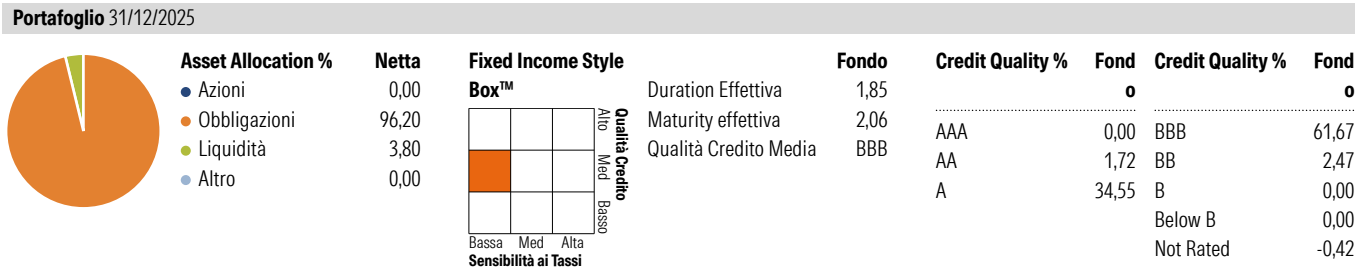 Portafoglio 31/12/2025
Asset Allocation % Netta
Azioni 0,00
Obbligazioni 96,20
Liquidità 3,80
Altro 0,00
Fixed Income Style
Box™
Alto Med Basso
Qualità Credito
Bassa Med Alta
Sensibilità ai Tassi
Fondo
Duration Effettiva 1,85
Maturity effettiva 2,06
Qualità Credito Media BBB
Credit Quality % Fond
o
AAA 0,00
AA 1,72
A 34,55
Credit Quality % Fond
o
BBB 61,67
BB 2,47
B 0,00
Below B 0,00
Not Rated -0,42